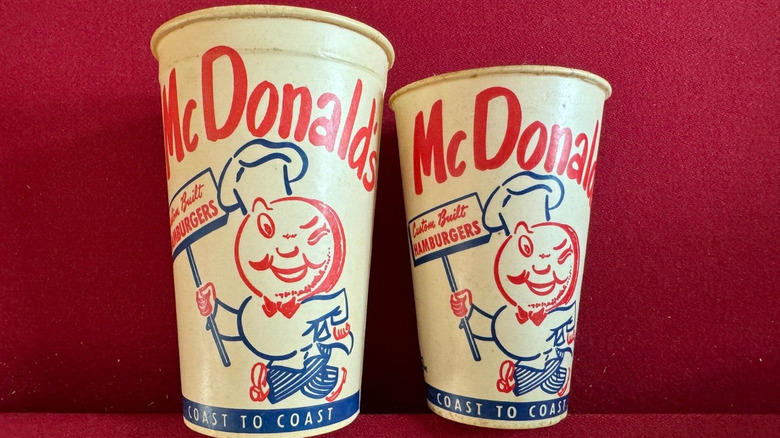 McDonald's
Custom Built
HAMBURGERS
COAST TO COAST
McDonald
Custom Built
HAMBURGERS
COAST TO COAST